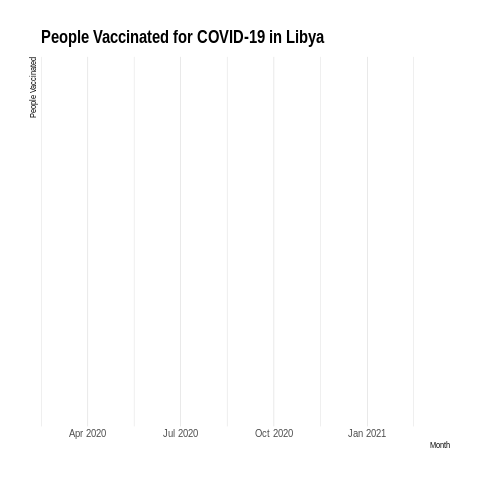 People Vaccinated for COVID-19 in Libya
People Vaccinated
Apr 2020
Jul 2020
Oct 2020
Jan 2021
Month